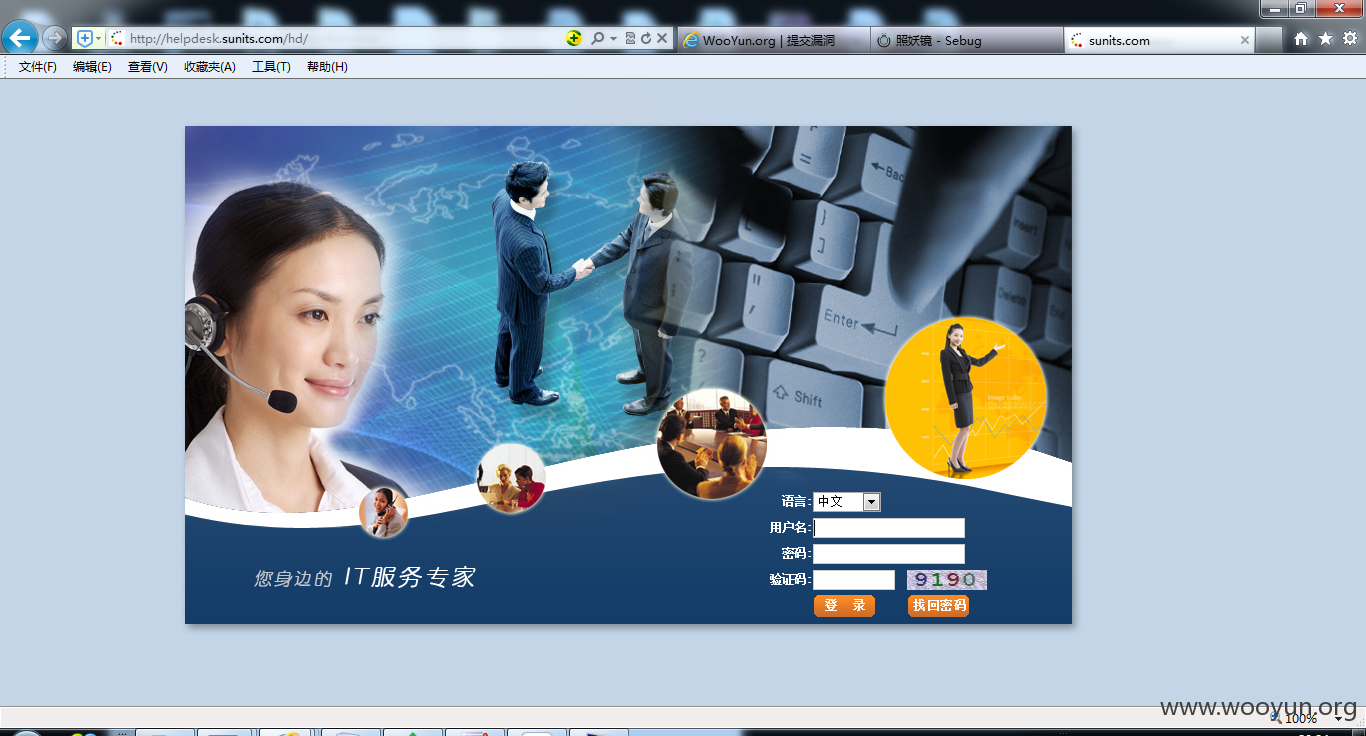 http://helpdesk.sunits.com/hd/
WooYun.org | 提交漏洞
照妖镜 - Sebug
sunits.com
文件(F) 编辑(E) 查看(V) 收藏夹(A) 工具(T) 帮助(H)
Insert
Enter
Delete
Shift
语言: 中文
用户名:
密码:
验证码: 9190
登 录 找回密码
您身边的 IT服务专家
www.wooyun.org
100%